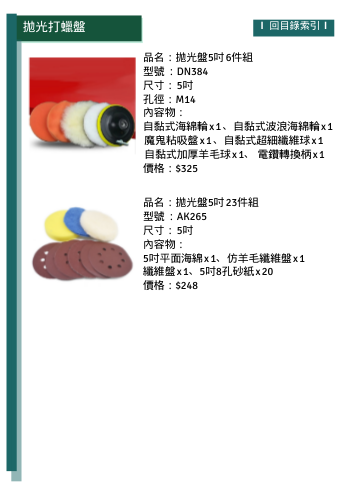 拋光打蠟盤
I 回目錄索引 I
品名：拋光盤5吋6件組
型號：DN384
尺寸：5吋
孔徑：M14
內容物：
自黏式海綿輪x1、自黏式波浪海綿輪x1
魔鬼粘吸盤x1、自黏式超細纖維球x1
自黏式加厚羊毛球x1、 電鑽轉換柄x1
價格：$325
品名：拋光盤5吋23件組
型號：AK265
尺寸：5吋
內容物：
5吋平面海綿x1、仿羊毛纖維盤x1
纖維盤x1、5吋8孔砂紙x20
價格：$248